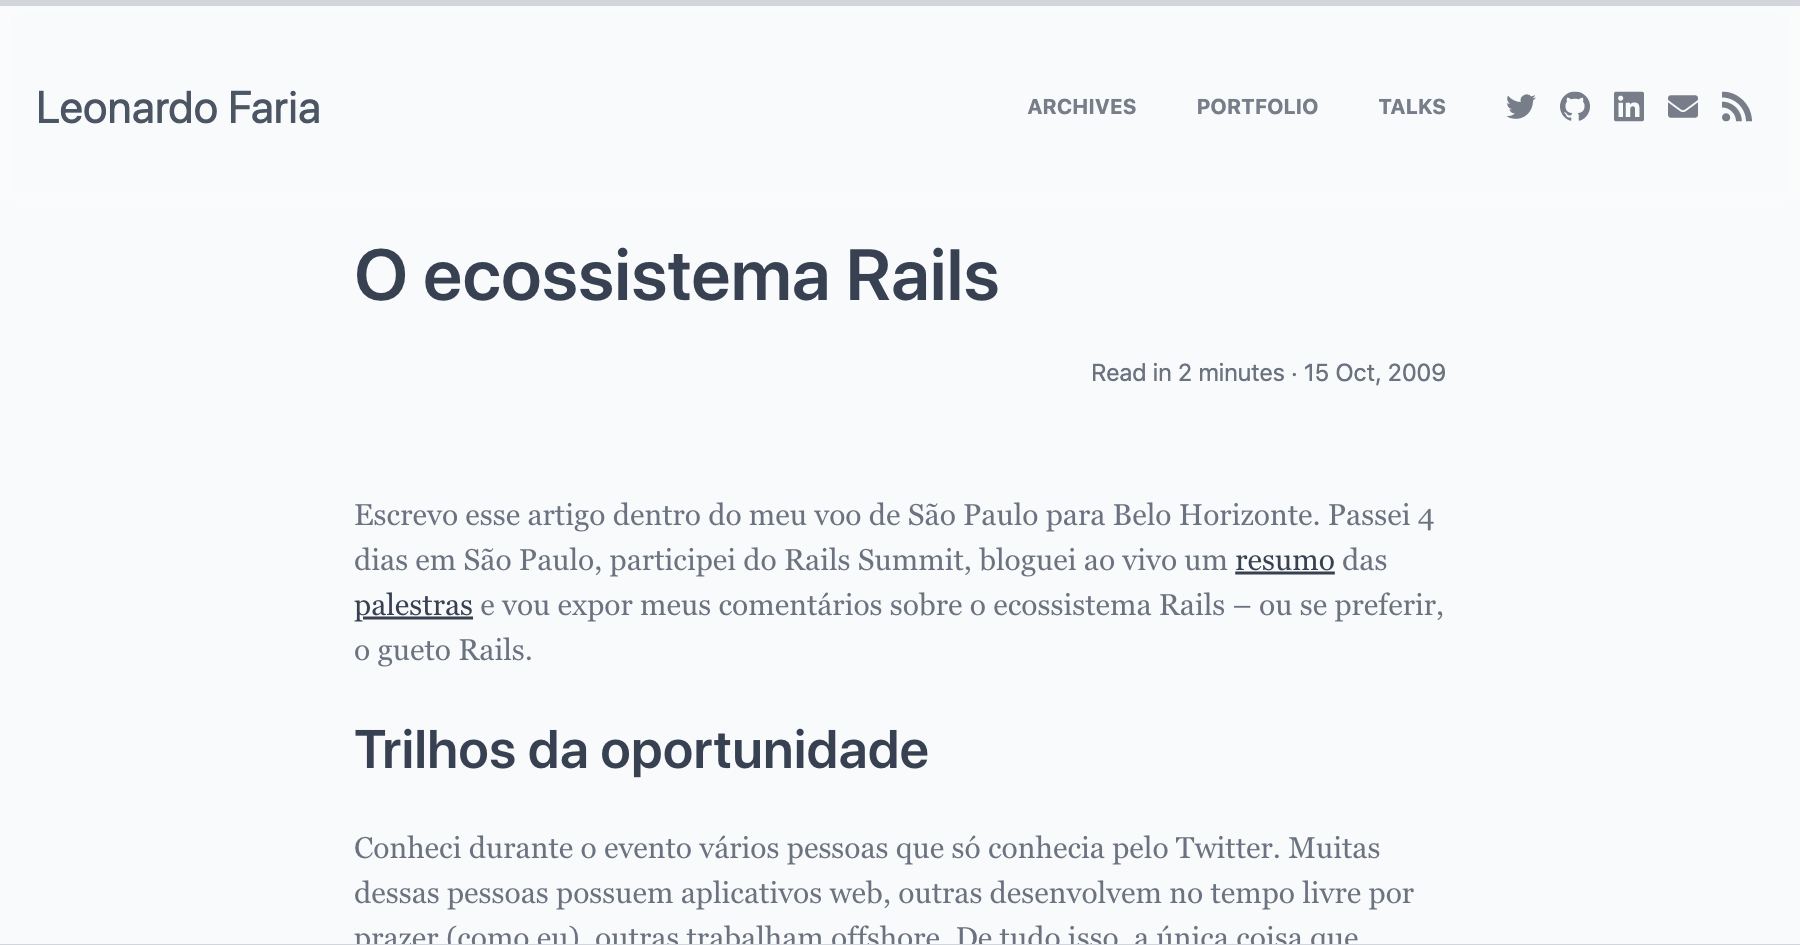 Leonardo Faria
ARCHIVES PORTFOLIO TALKS
O ecossistema Rails
Read in 2 minutes · 15 Oct, 2009
Escrevo esse artigo dentro do meu voo de São Paulo para Belo Horizonte. Passei 4
dias em São Paulo, participei do Rails Summit, bloguei ao vivo um resumo das
palestras e vou expor meus comentários sobre o ecossistema Rails – ou se preferir,
o gueto Rails.
Trilhos da oportunidade
Conheci durante o evento vários pessoas que só conhecia pelo Twitter. Muitas
dessas pessoas possuem aplicativos web, outras desenvolvem no tempo livre por
prazer (como eu), outras trabalham offshore. De tudo isso, a única coisa que